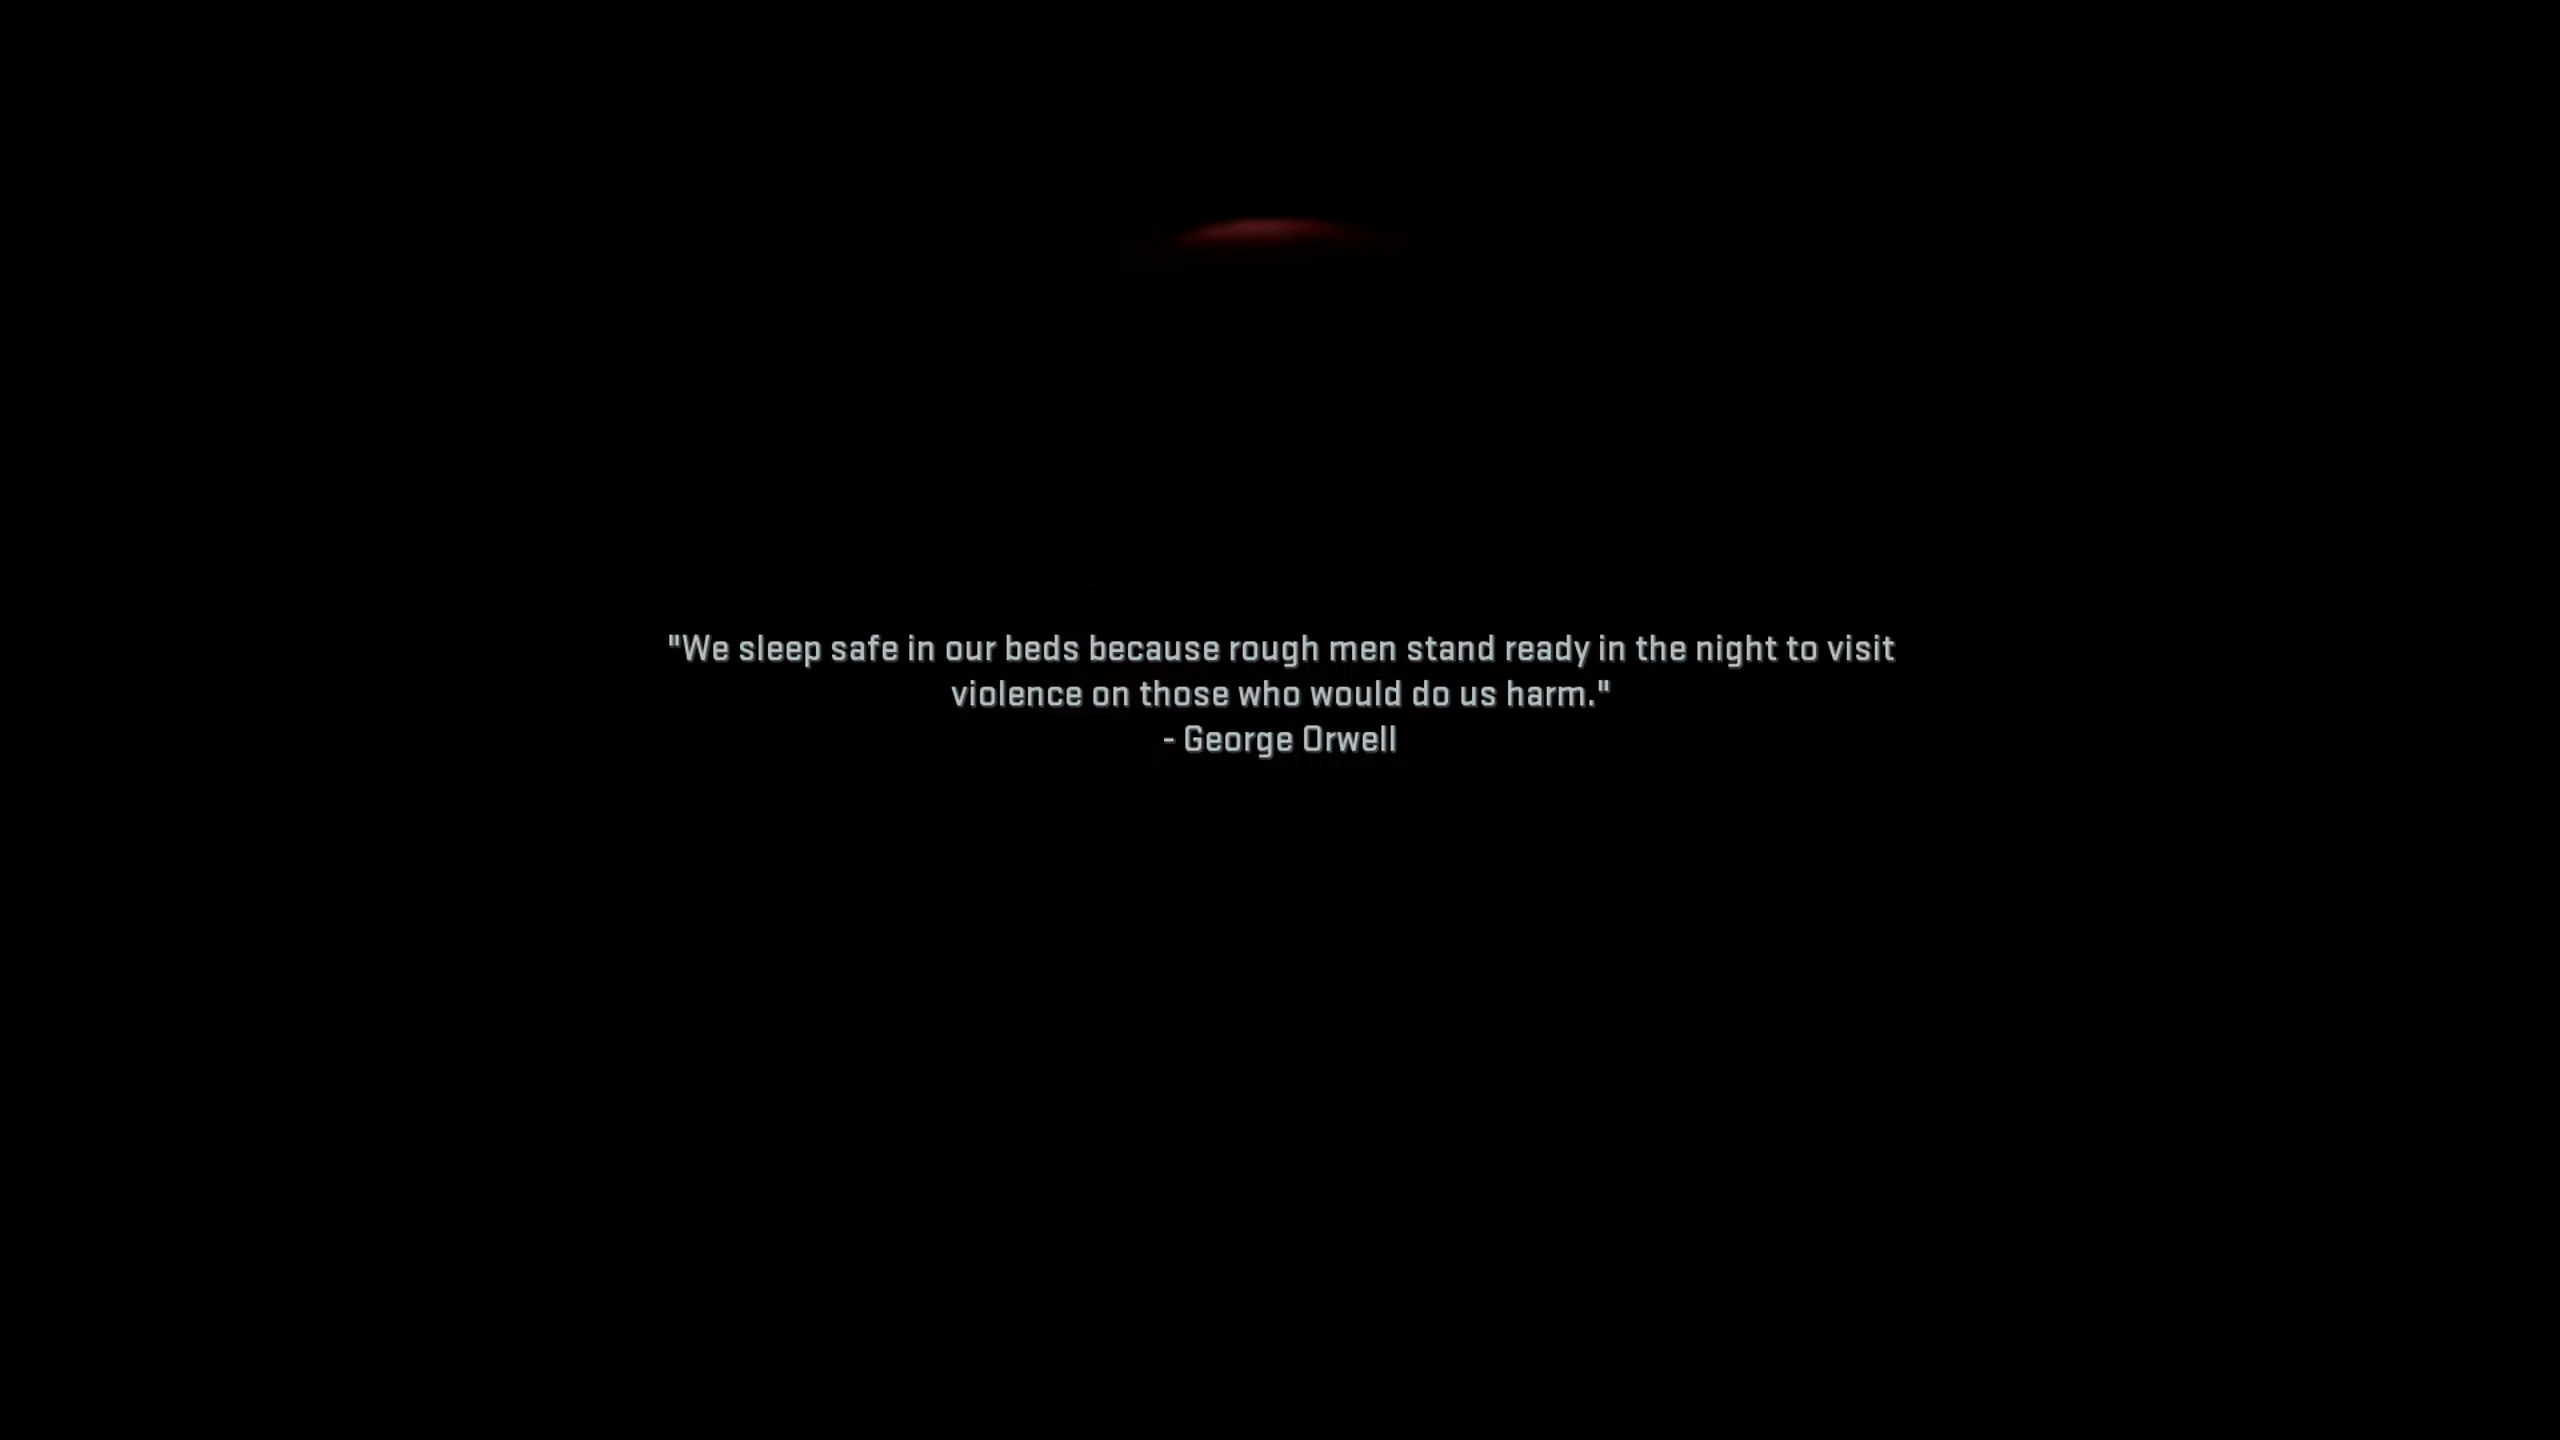 "We sleep safe in our beds because rough men stand ready in the night to visit
violence on those who would do us harm."
- George Orwell